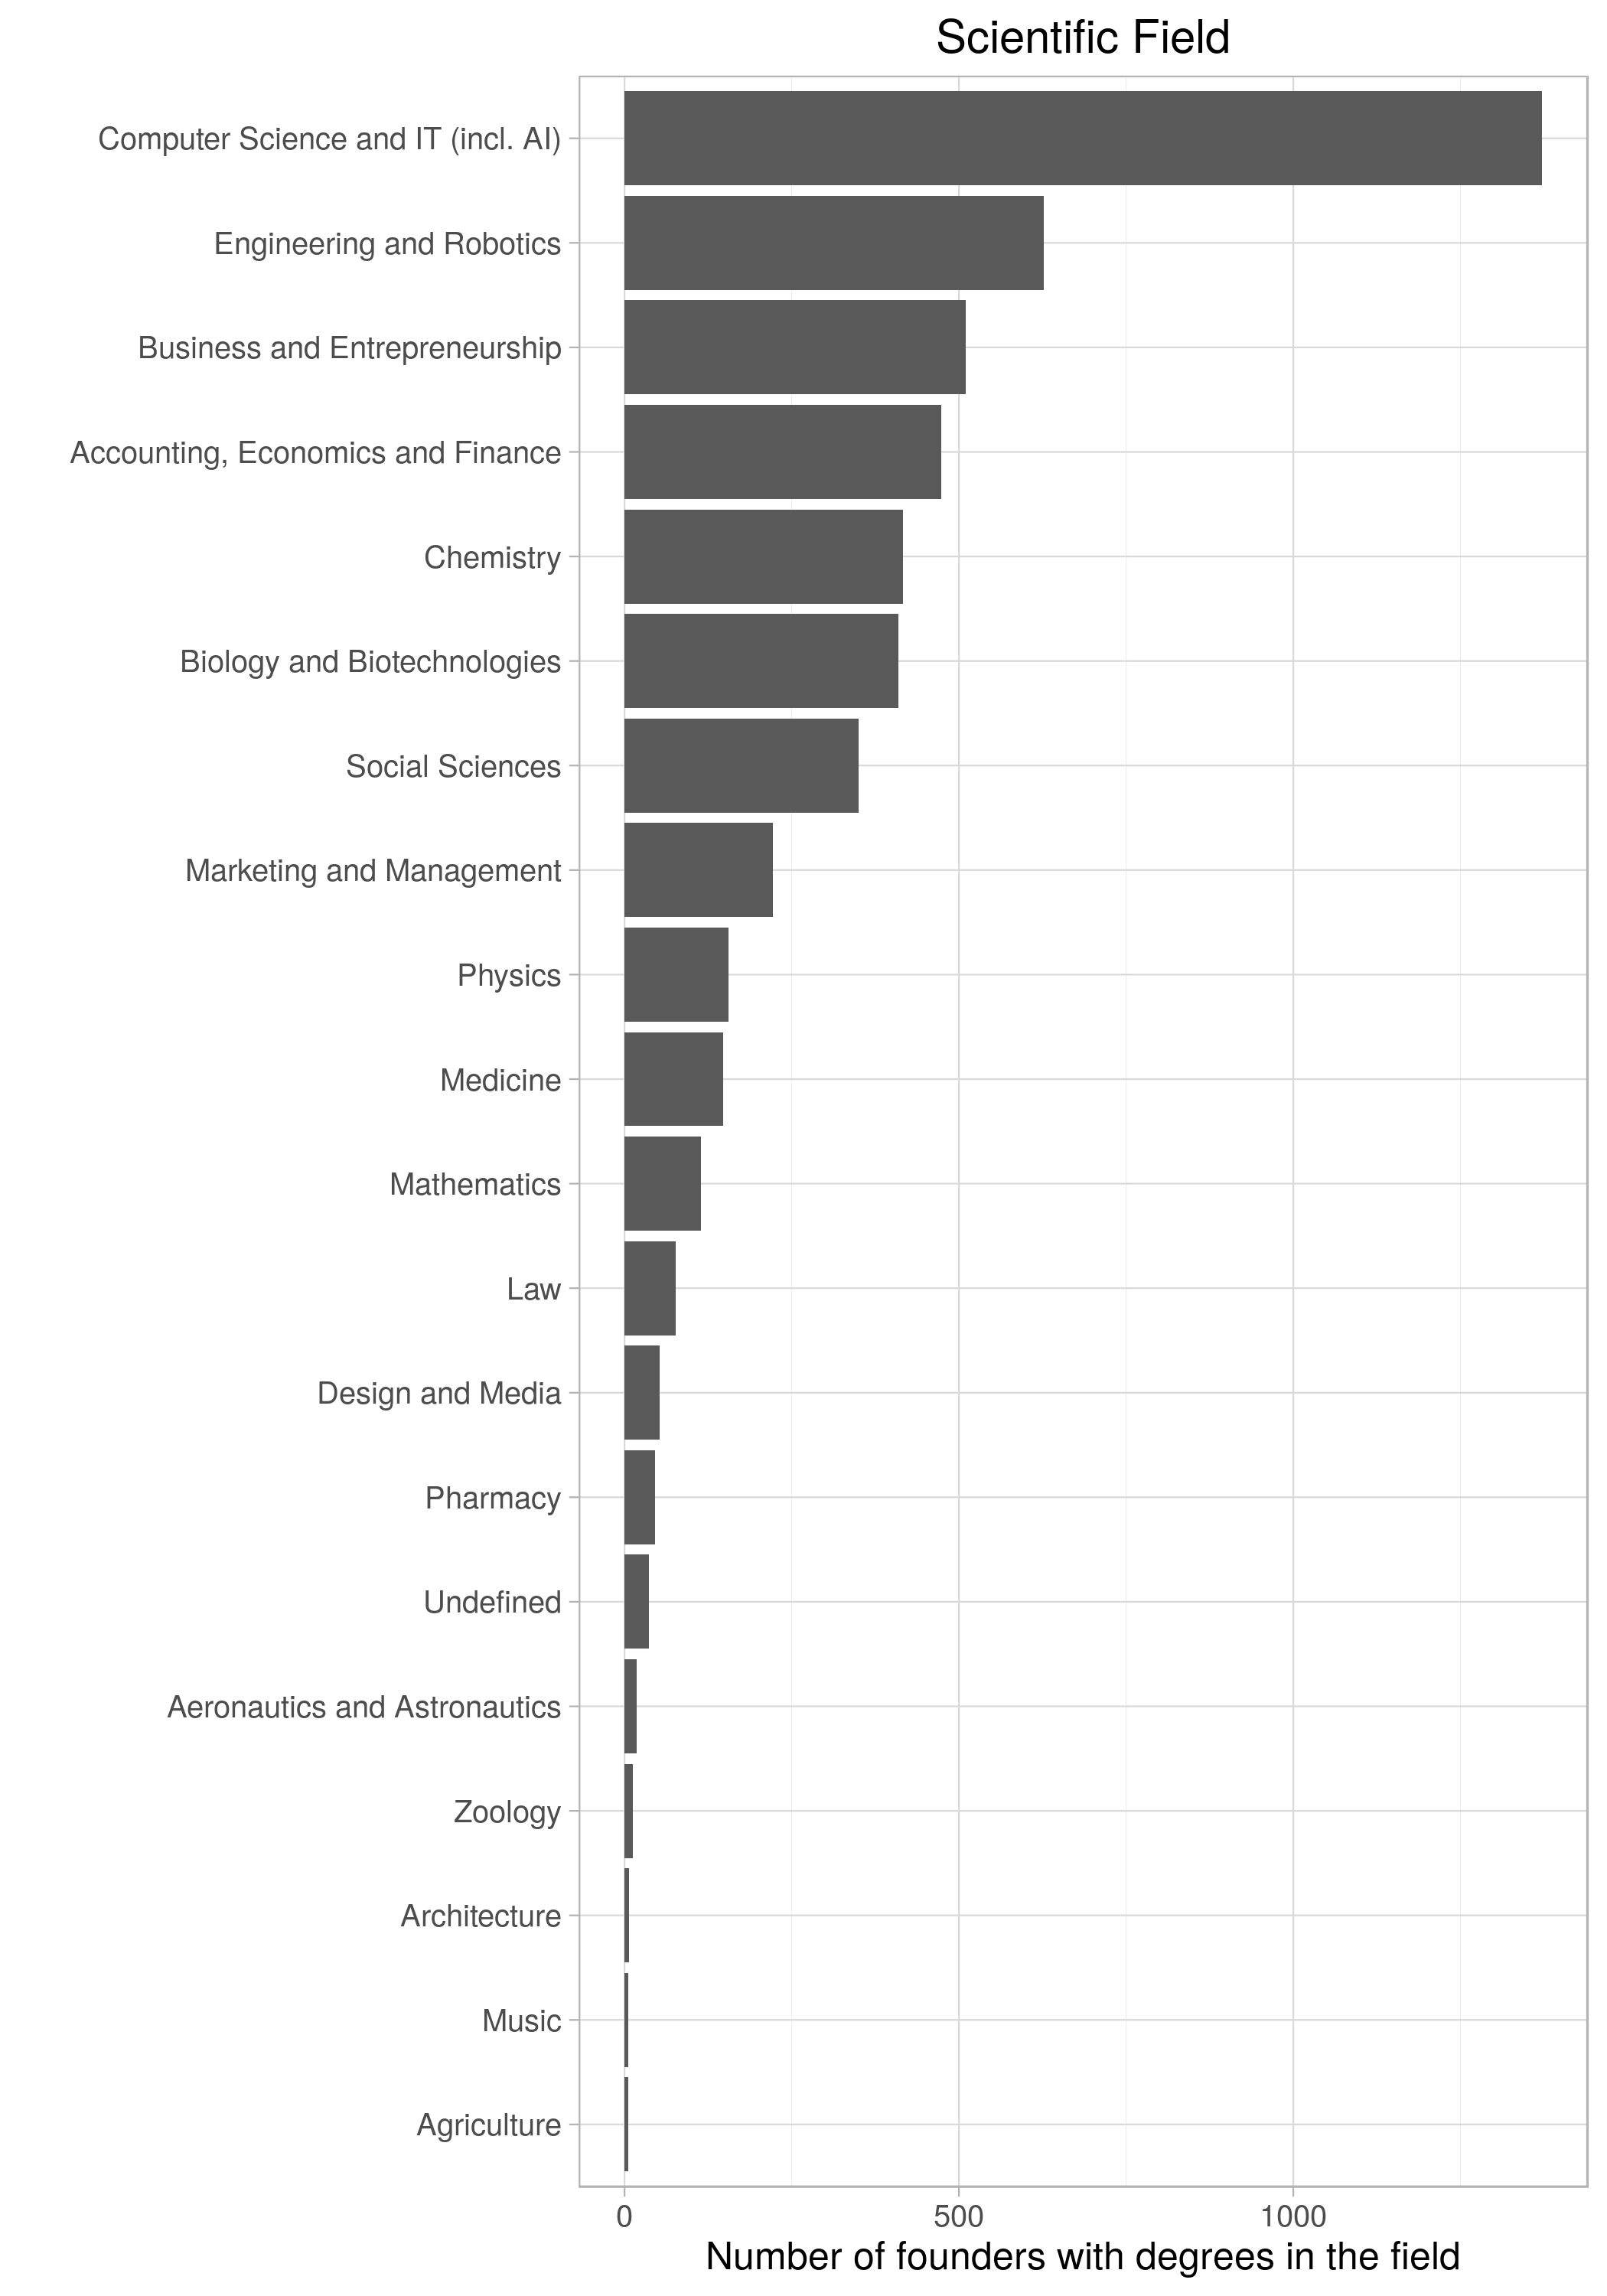 Scientific Field
Computer Science and IT (incl. AI)
Engineering and Robotics
Business and Entrepreneurship
Accounting, Economics and Finance
Chemistry
Biology and Biotechnologies
Social Sciences
Marketing and Management
Physics
Medicine
Mathematics
Law
Design and Media
Pharmacy
Undefined
Aeronautics and Astronautics
Zoology
Architecture
Music
Agriculture
0 500 1000
Number of founders with degrees in the field